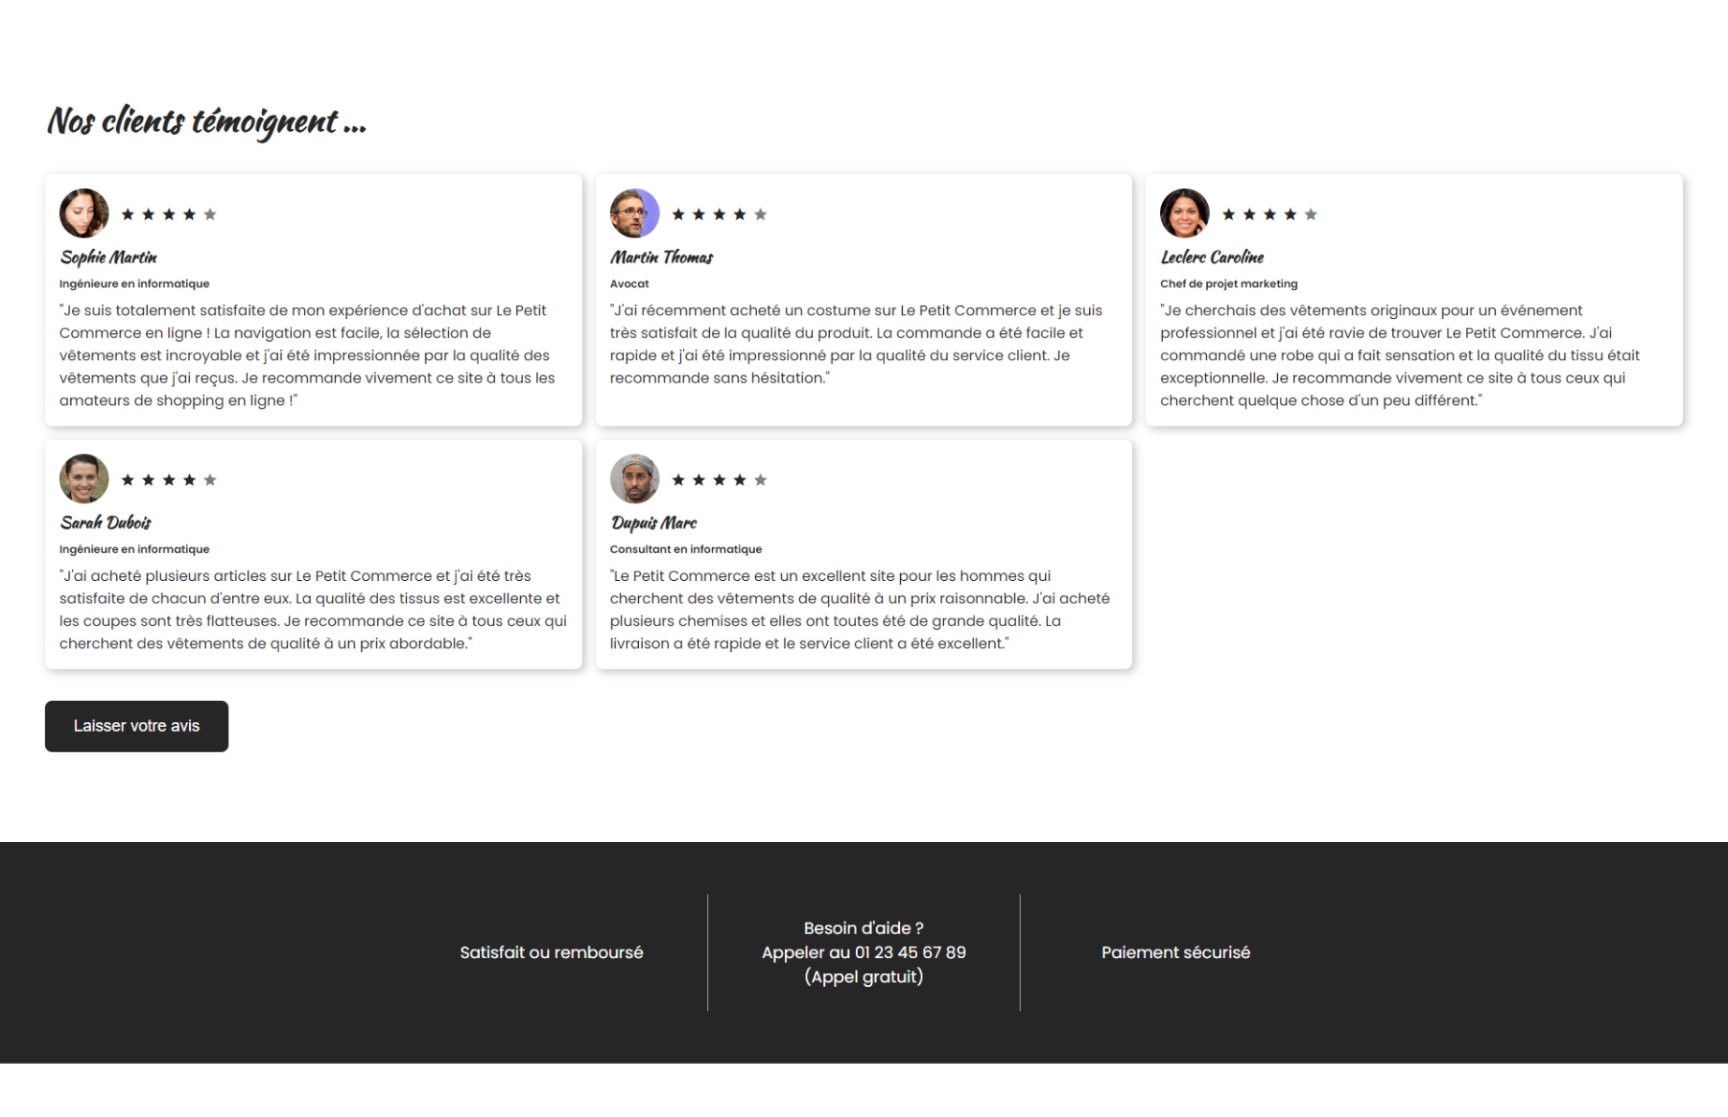 Nos clients témoignent ...
Sophie Martin
Ingénieure en informatique
"Je suis totalement satisfaite de mon expérience d'achat sur Le Petit
Commerce en ligne ! La navigation est facile, la sélection de
vêtements est incroyable et j'ai été impressionnée par la qualité des
vêtements que j'ai reçus. Je recommande vivement ce site à tous les
amateurs de shopping en ligne !"
Martin Thomas
Avocat
"J'ai récemment acheté un costume sur Le Petit Commerce et je suis
très satisfait de la qualité du produit. La commande a été facile et
rapide et j'ai été impressionné par la qualité du service client. Je
recommande sans hésitation."
Leclerc Caroline
Chef de projet marketing
"Je cherchais des vêtements originaux pour un événement
professionnel et j'ai été ravie de trouver Le Petit Commerce. J'ai
commandé une robe qui a fait sensation et la qualité du tissu était
exceptionnelle. Je recommande vivement ce site à tous ceux qui
cherchent quelque chose d'un peu différent."
Sarah Dubois
Ingénieure en informatique
"J'ai acheté plusieurs articles sur Le Petit Commerce et j'ai été très
satisfaite de chacun d'entre eux. La qualité des tissus est excellente et
les coupes sont très flatteuses. Je recommande ce site à tous ceux qui
cherchent des vêtements de qualité à un prix abordable."
Dupuis Marc
Consultant en informatique
"Le Petit Commerce est un excellent site pour les hommes qui
cherchent des vêtements de qualité à un prix raisonnable. J'ai acheté
plusieurs chemises et elles ont toutes été de grande qualité. La
livraison a été rapide et le service client a été excellent."
Laisser votre avis
Satisfait ou remboursé
Besoin d'aide ?
Appeler au 01 23 45 67 89
(Appel gratuit)
Paiement sécurisé